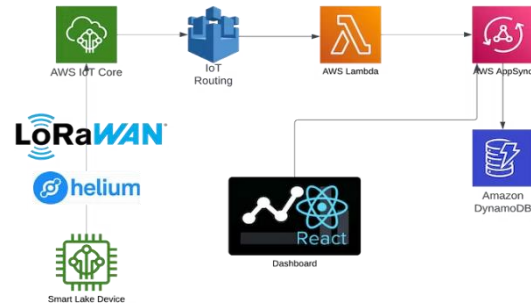 AWS IoT Core
IoT
Routing
AWS Lambda
AWS AppSync
LoRaWAN
helium
Amazon
DynamoDB
React
Dashboard
Smart Lake Device